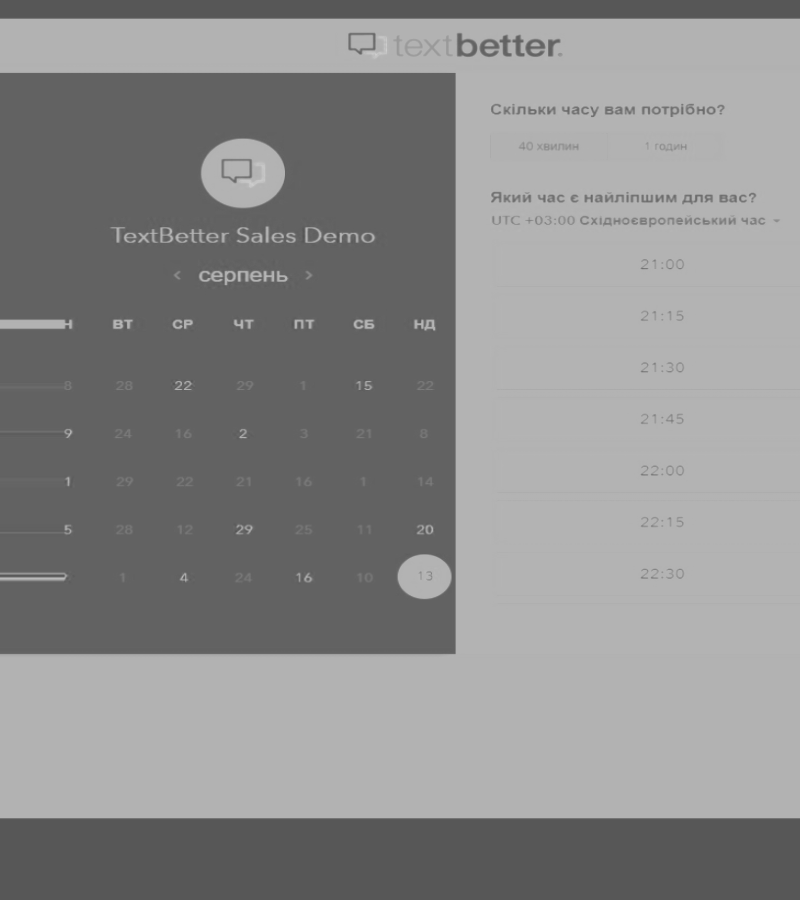 textbetter.
TextBetter Sales Demo
< серпень >
Н ВТ СР ЧТ ПТ СБ НД
8 28 22 29 1 15 22
9 24 16 2 3 21 8
1 29 22 21 16 1 14
5 28 12 29 25 11 20
1 4 24 16 10 13
Скільки часу вам потрібно?
40 хвилин 1 годин
Який час є найліпшим для вас?
UTC +03:00 Східноєвропейський час
21:00
21:15
21:30
21:45
22:00
22:15
22:30